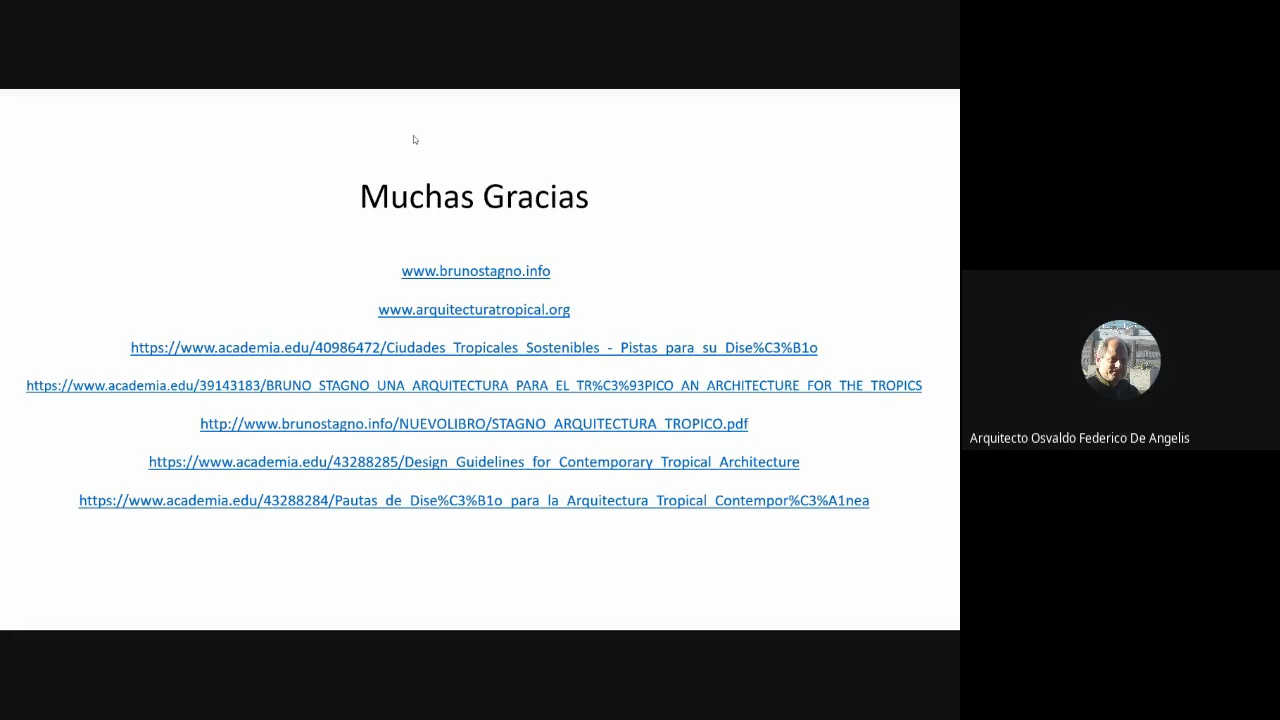 Muchas Gracias
www.brunostagno.info
www.arquitecturatropical.org
https://www.academia.edu/40986472/Ciudades_Tropicales_Sostenibles_-_Pistas_para_su_Dise%C3%B1o
https://www.academia.edu/39143183/BRUNO_STAGNO_UNA_ARQUITECTURA_PARA_EL_TR%C3%93PICO_AN_ARCHITECTURE_FOR_THE_TROPICS
http://www.brunostagno.info/NUEVOLIBRO/STAGNO_ARQUITECTURA_TROPICO.pdf
https://www.academia.edu/43288285/Design_Guidelines_for_Contemporary_Tropical_Architecture
https://www.academia.edu/43288284/Pautas_de_Dise%C3%B1o_para_la_Arquitectura_Tropical_Contempor%C3%A1nea
Arquitecto Osvaldo Federico De Angelis